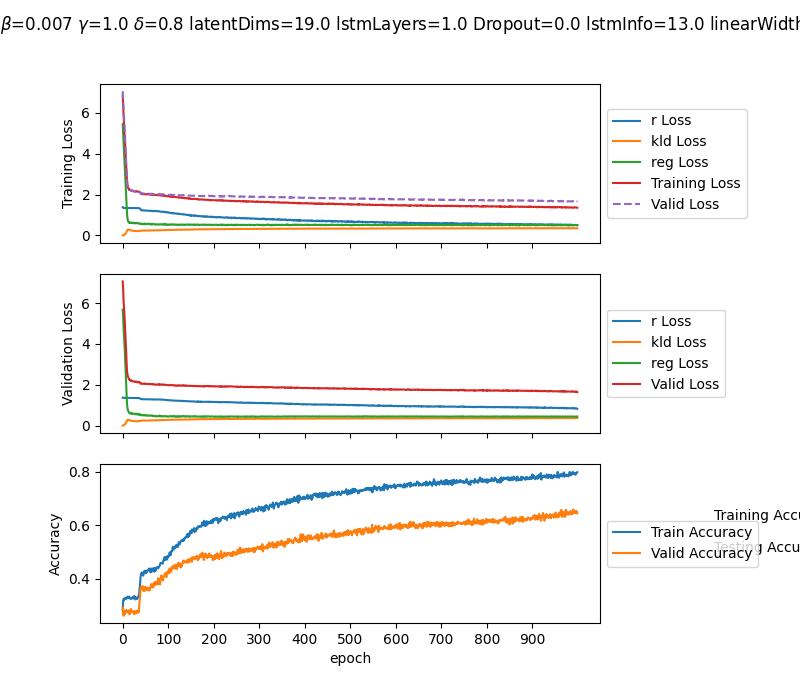 β=0.007 γ=1.0 δ=0.8 latentDims=19.0 lstmLayers=1.0 Dropout=0.0 lstmInfo=13.0 linearWidth
Training Loss
6
4
2
0
r Loss
kld Loss
reg Loss
Training Loss
Valid Loss
Validation Loss
6
4
2
0
r Loss
kld Loss
reg Loss
Valid Loss
Accuracy
0.8
0.6
0.4
Training Accu
Train Accuracy
Testing Accu
Valid Accuracy
0 100 200 300 400 500 600 700 800 900
epoch